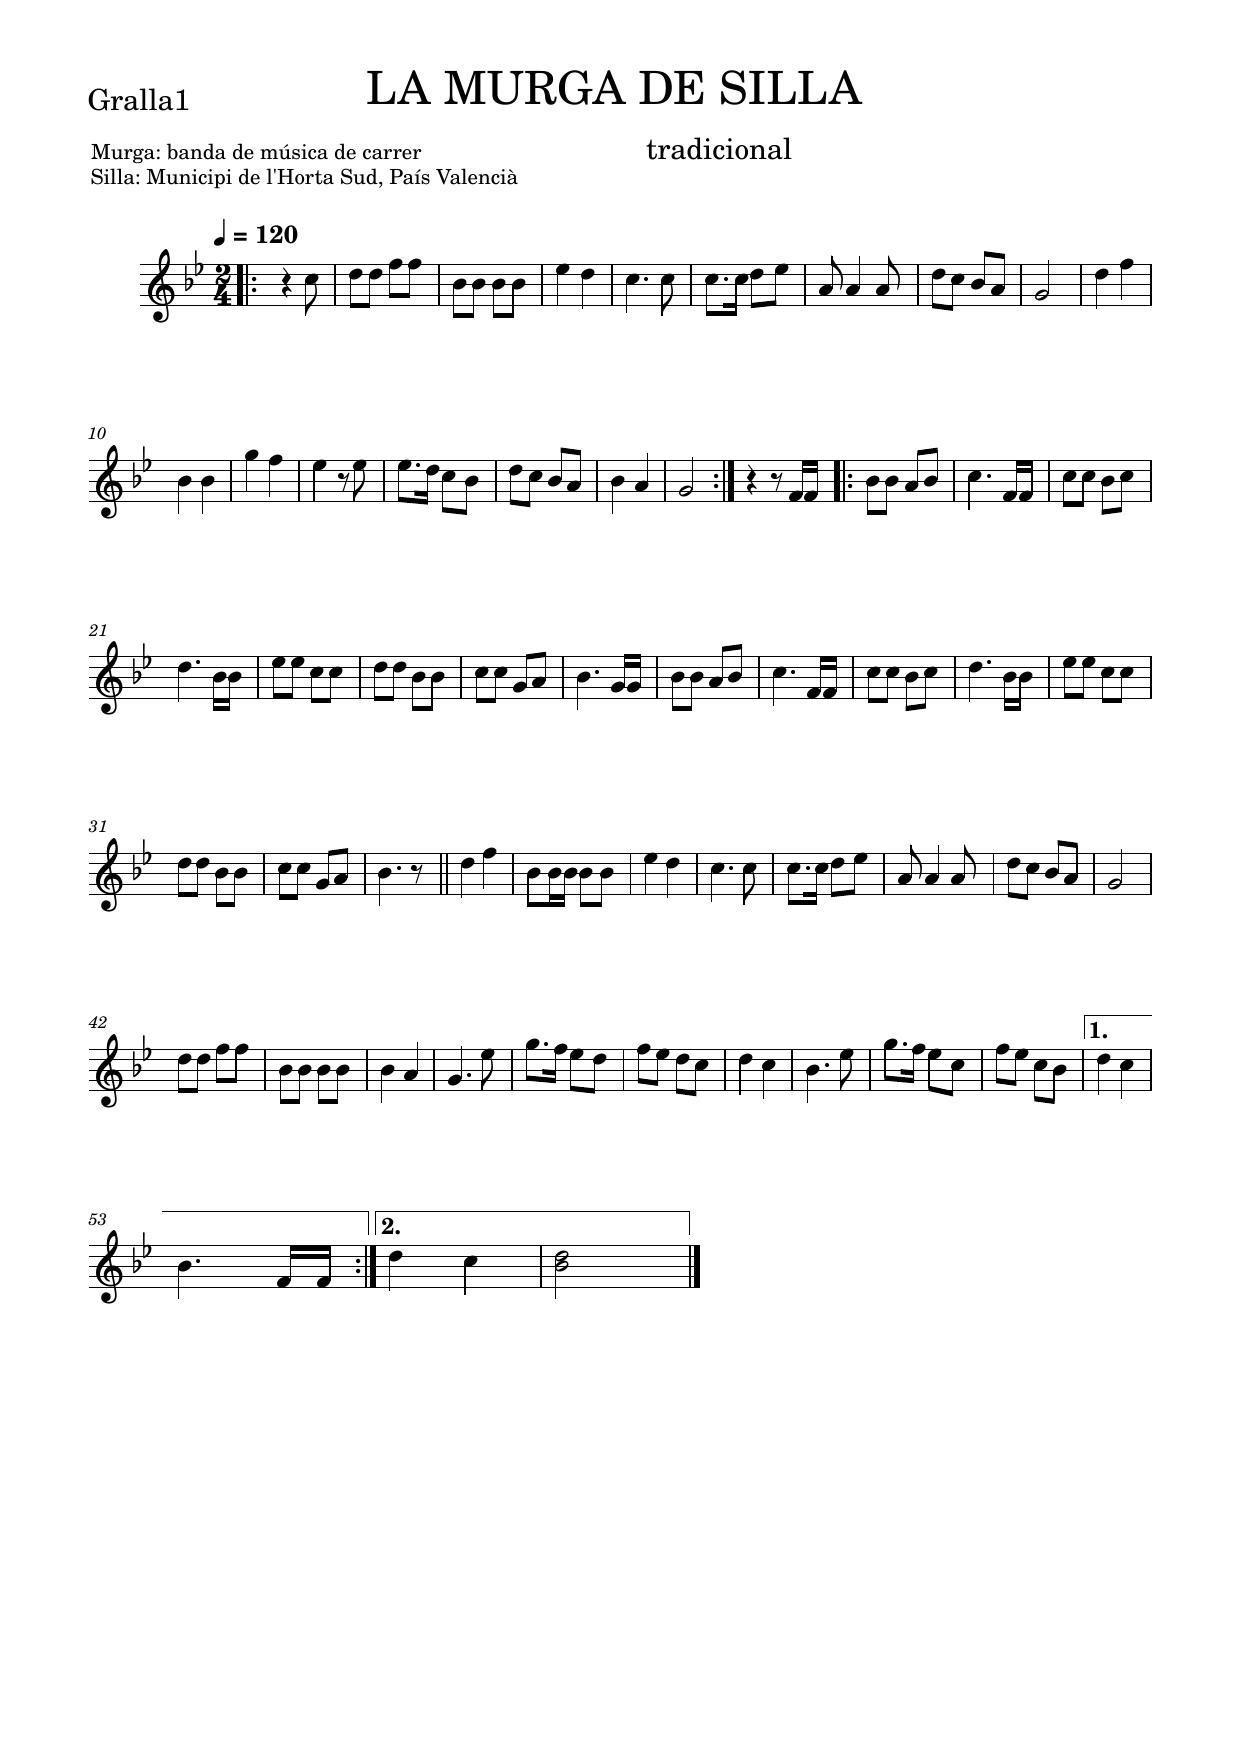 LA MURGA DE SILLA
Gralla1
tradicional
Murga: banda de música de carrer
Silla: Municipi de l'Horta Sud, País Valencià
= 120
2
4
10
21
31
42
1.
53
2.